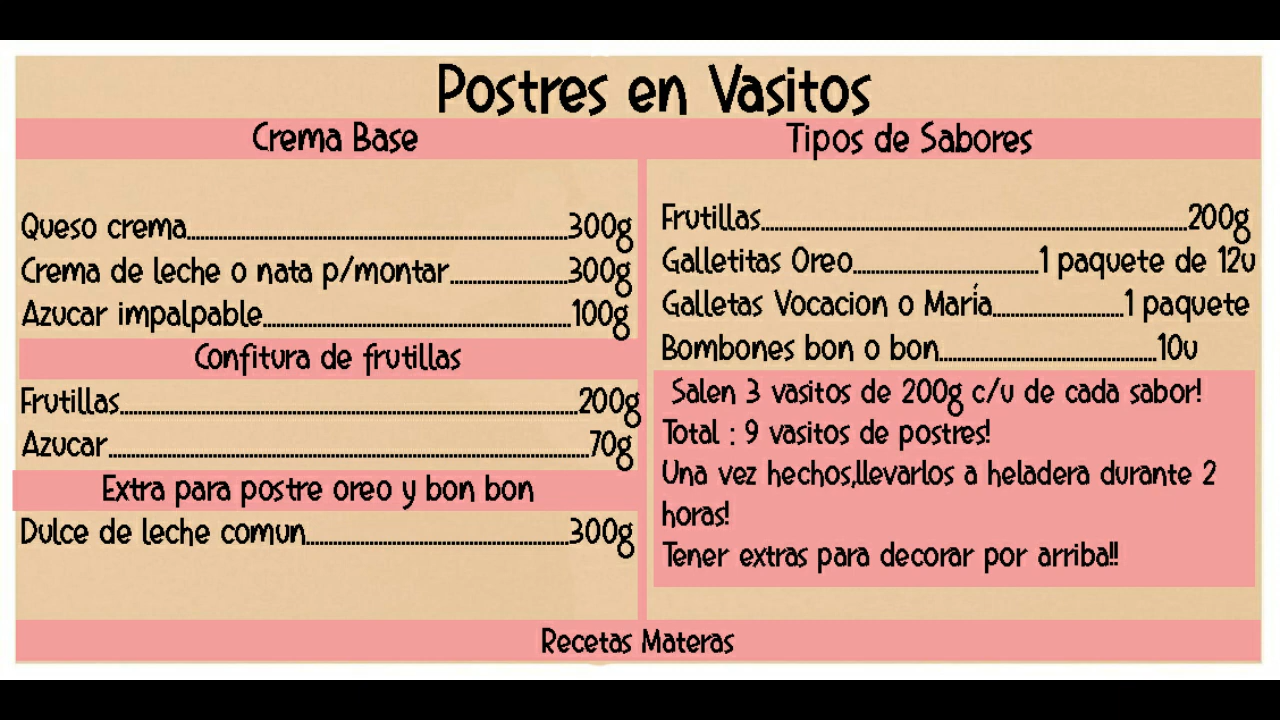 Postres en Vasitos
Crema Base
Queso crema........................300g
Crema de leche o nata p/montar........................300g
Azucar impalpable........................100g
Confitura de frutillas
Frutillas........................200g
Azucar........................70g
Extra para postre oreo y bon bon
Dulce de leche comun........................300g
Tipos de Sabores
Frutillas........................200g
Galletitas Oreo........................1 paquete de 12u
Galletas Vocacion o María........................1 paquete
Bombones bon o bon........................10u
Salen 3 vasitos de 200g c/u de cada sabor!
Total : 9 vasitos de postres!
Una vez hechos,llevarlos a heladera durante 2
horas!
Tener extras para decorar por arriba!!
Recetas Materas